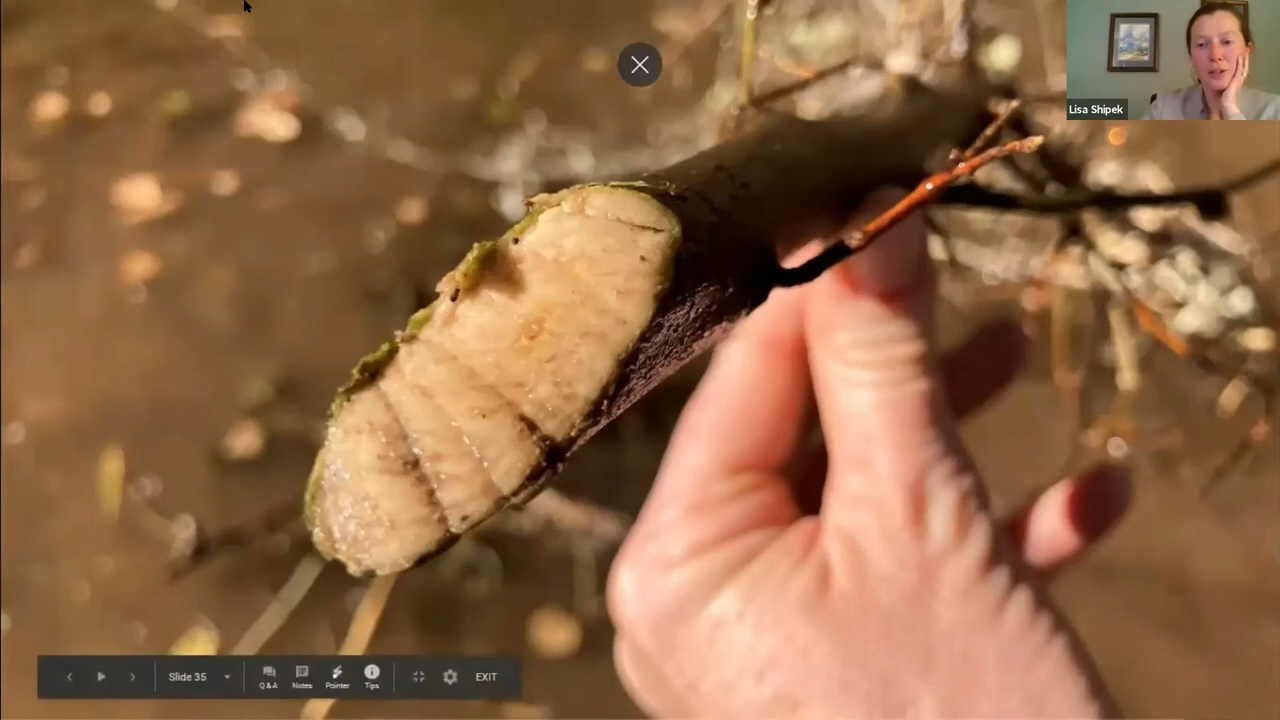 Lisa Shipek
Slide 35
Q&A
Notes
Pointer
Tips
EXIT